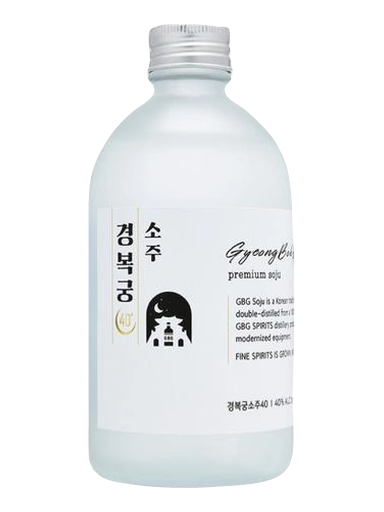 소주
경복궁
40°
GBG
premium soju
GBG Soju is a Korean
double-distilled from a
GBG SPIRITS distillery
modernized equipment.
FINE SPIRITS IS GROWN
경복궁소주40 I 40%